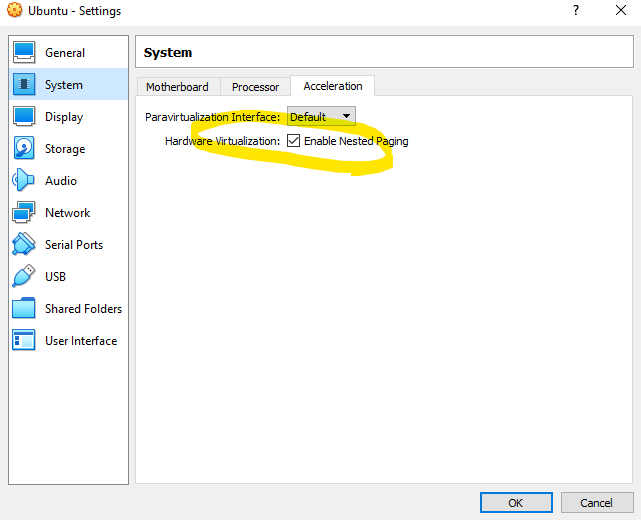 Ubuntu - Settings
?
General
System
Display
Storage
Audio
Network
Serial Ports
USB
Shared Folders
User Interface
System
Motherboard Processor Acceleration
Paravirtualization Interface: Default
Hardware Virtualization: Enable Nested Paging
OK Cancel